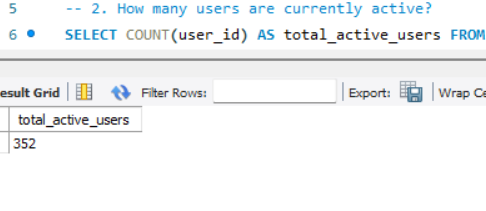 5 -- 2. How many users are currently active?
6 SELECT COUNT(user_id) AS total_active_users FROM
esult Grid Filter Rows: Export: Wrap Ce
total_active_users
352